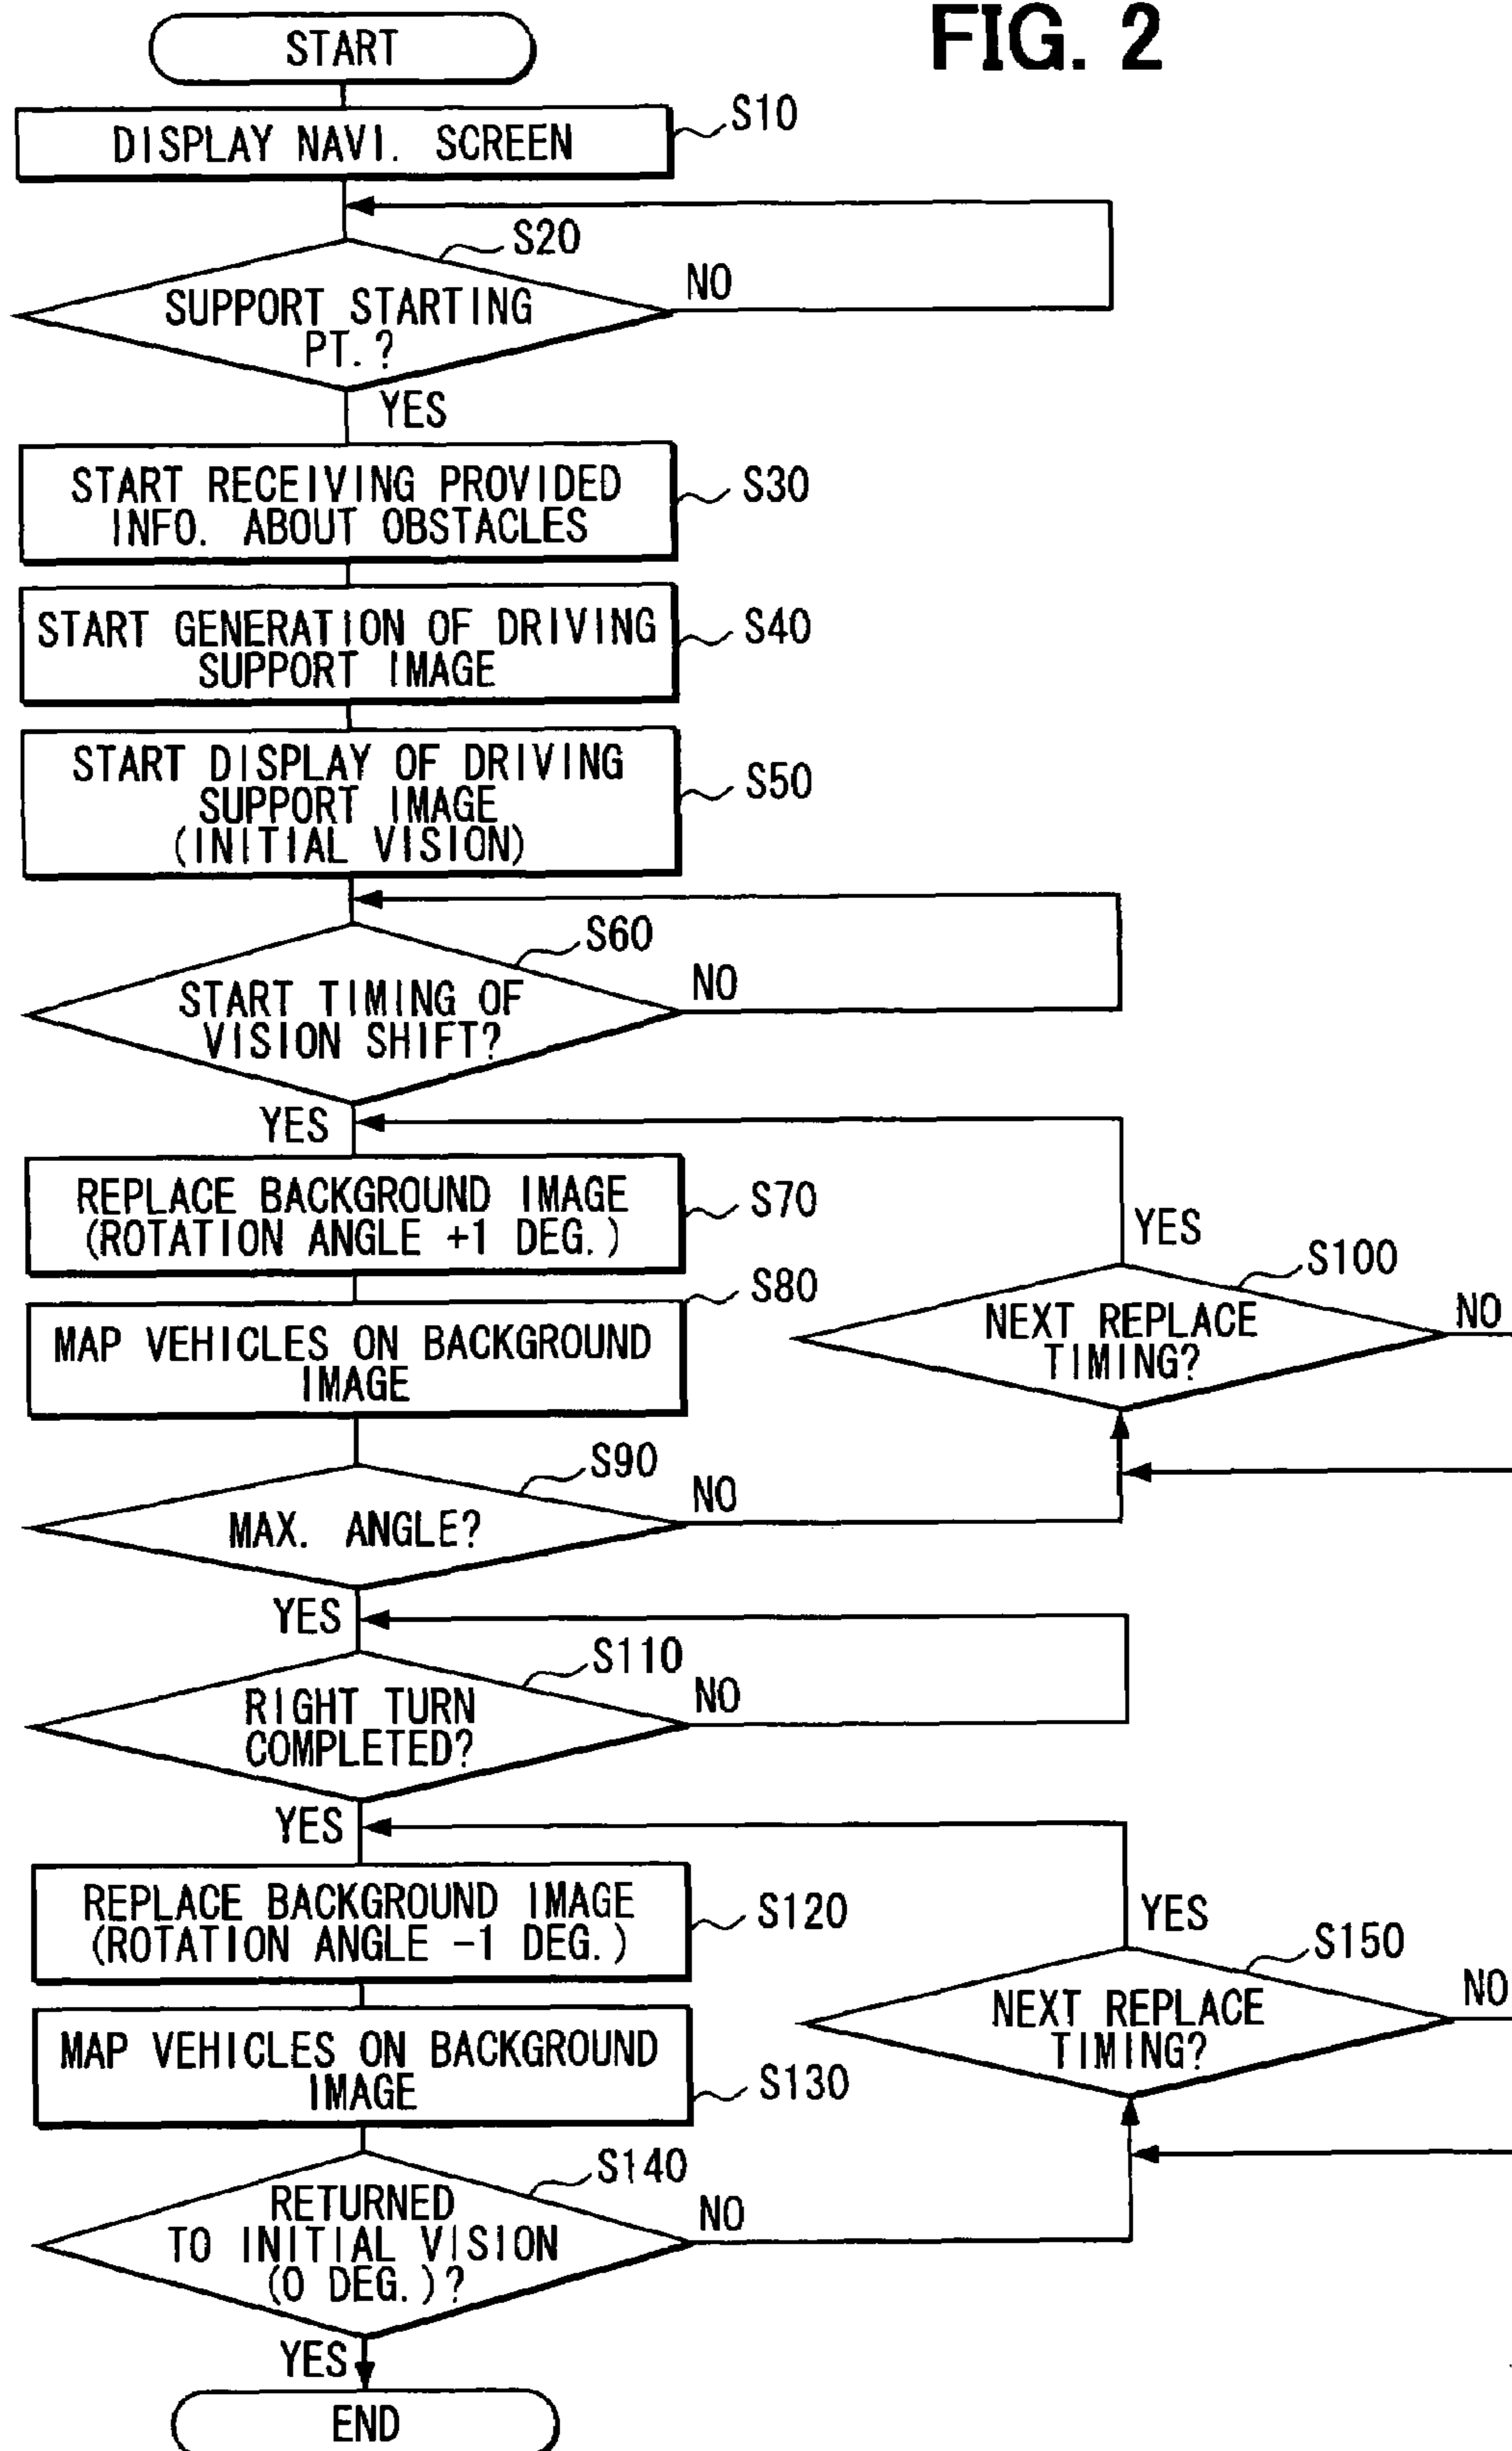 FIG. 2
START
DISPLAY NAVI. SCREEN
S10
S20
SUPPORT STARTING
PT.?
NO
YES
START RECEIVING PROVIDED
INFO. ABOUT OBSTACLES
S30
START GENERATION OF DRIVING
SUPPORT IMAGE
S40
START DISPLAY OF DRIVING
SUPPORT IMAGE
(INITIAL VISION)
S50
S60
START TIMING OF
VISION SHIFT?
NO
YES
REPLACE BACKGROUND IMAGE
(ROTATION ANGLE +1 DEG.)
S70
S80
MAP VEHICLES ON BACKGROUND
IMAGE
YES
S100
NEXT REPLACE
TIMING?
NO
S90
MAX. ANGLE?
NO
YES
S110
RIGHT TURN
COMPLETED?
NO
YES
REPLACE BACKGROUND IMAGE
(ROTATION ANGLE -1 DEG.)
S120
MAP VEHICLES ON BACKGROUND
IMAGE
S130
YES
S150
NEXT REPLACE
TIMING?
NO
S140
RETURNED
TO INITIAL VISION
(0 DEG.)?
NO
YES
END